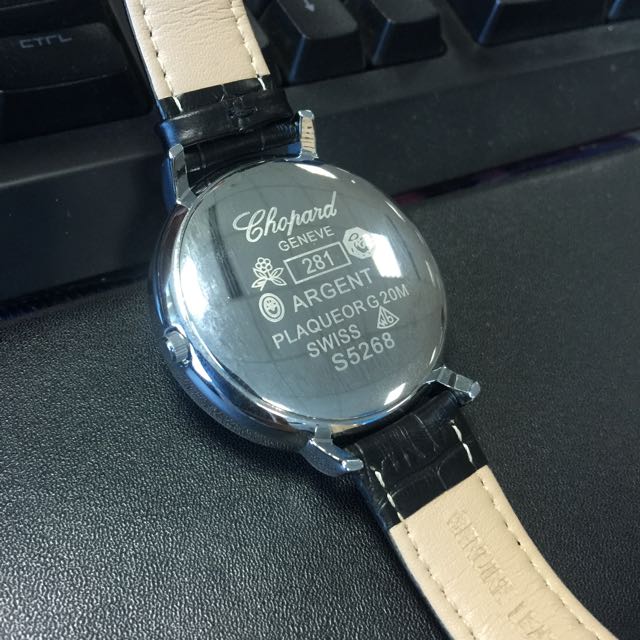 CTRL
Chopard
GENEVE
281
ARGENT
PLAQUEOR G 20M
SWISS
S5268